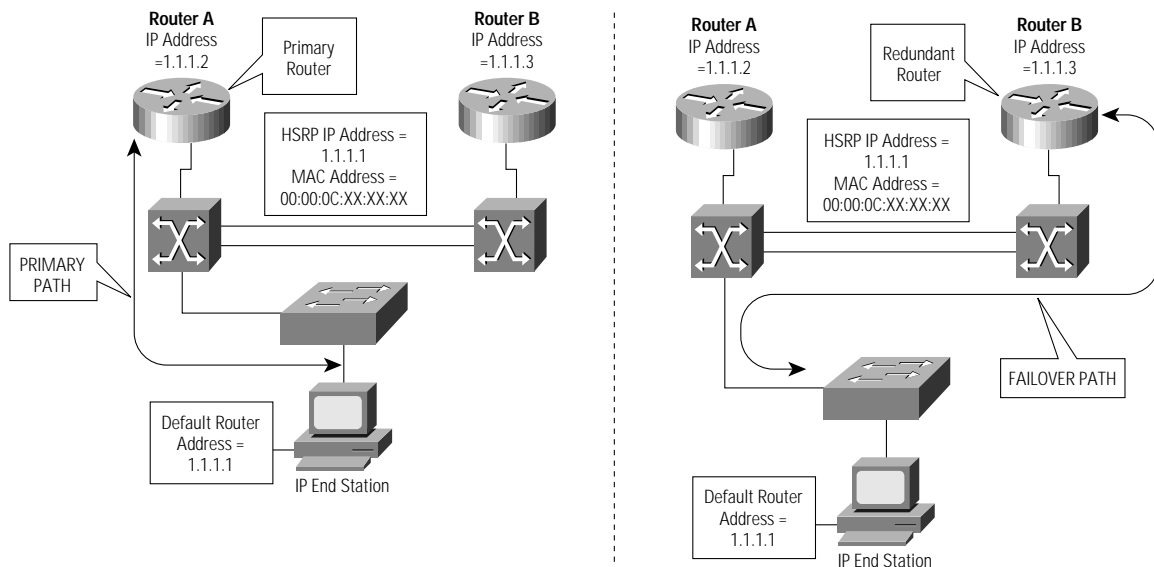 Router A
IP Address
=1.1.1.2
Primary
Router
Router B
IP Address
=1.1.1.3
HSRP IP Address =
1.1.1.1
MAC Address =
00:00:0C:XX:XX:XX
PRIMARY
PATH
Default Router
Address =
1.1.1.1
IP End Station
Router A
IP Address
=1.1.1.2
Redundant
Router
Router B
IP Address
=1.1.1.3
HSRP IP Address =
1.1.1.1
MAC Address =
00:00:0C:XX:XX:XX
FAILOVER PATH
Default Router
Address =
1.1.1.1
IP End Station